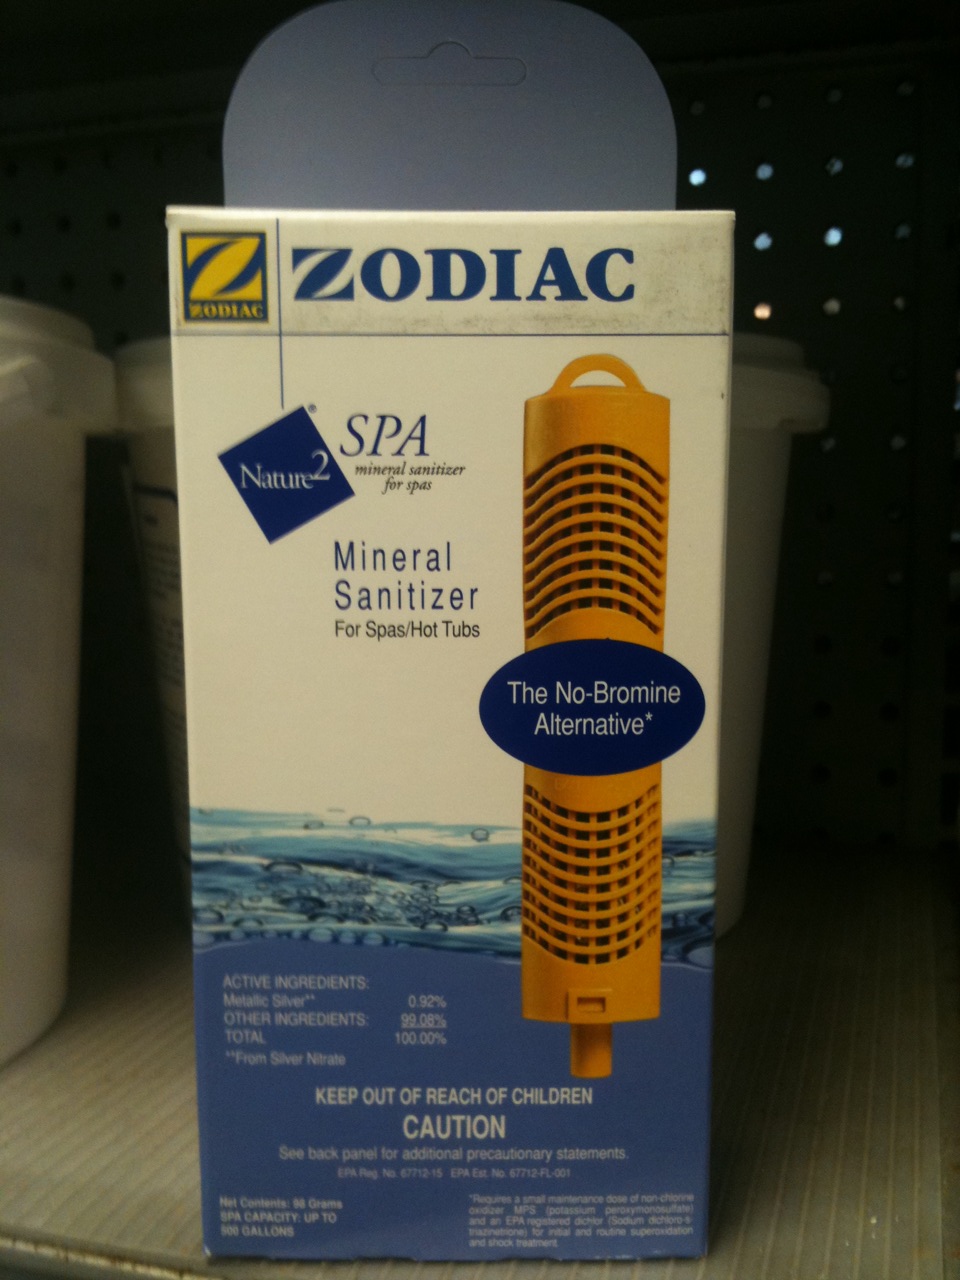 ZODIAC
ZODIAC
Nature2®
SPA
mineral sanitizer
for spas
Mineral
Sanitizer
For Spas/Hot Tubs
The No-Bromine
Alternative*
ACTIVE INGREDIENTS:
Metallic Silver** 0.92%
OTHER INGREDIENTS: 99.08%
TOTAL 100.00%
**From Silver Nitrate
KEEP OUT OF REACH OF CHILDREN
CAUTION
See back panel for additional precautionary statements.
EPA Reg. No. 67712-15 EPA Est. No. 67712-FL-001
Net Contents: 98 Grams
SPA CAPACITY: UP TO
500 GALLONS
*Requires a small maintenance dose of non-chlorine
oxidizer MPS (potassium peroxymonosulfate)
and an EPA registered dichlor (Sodium dichloro-s-
triazinetrione) for initial and routine superoxidation
and shock treatment.